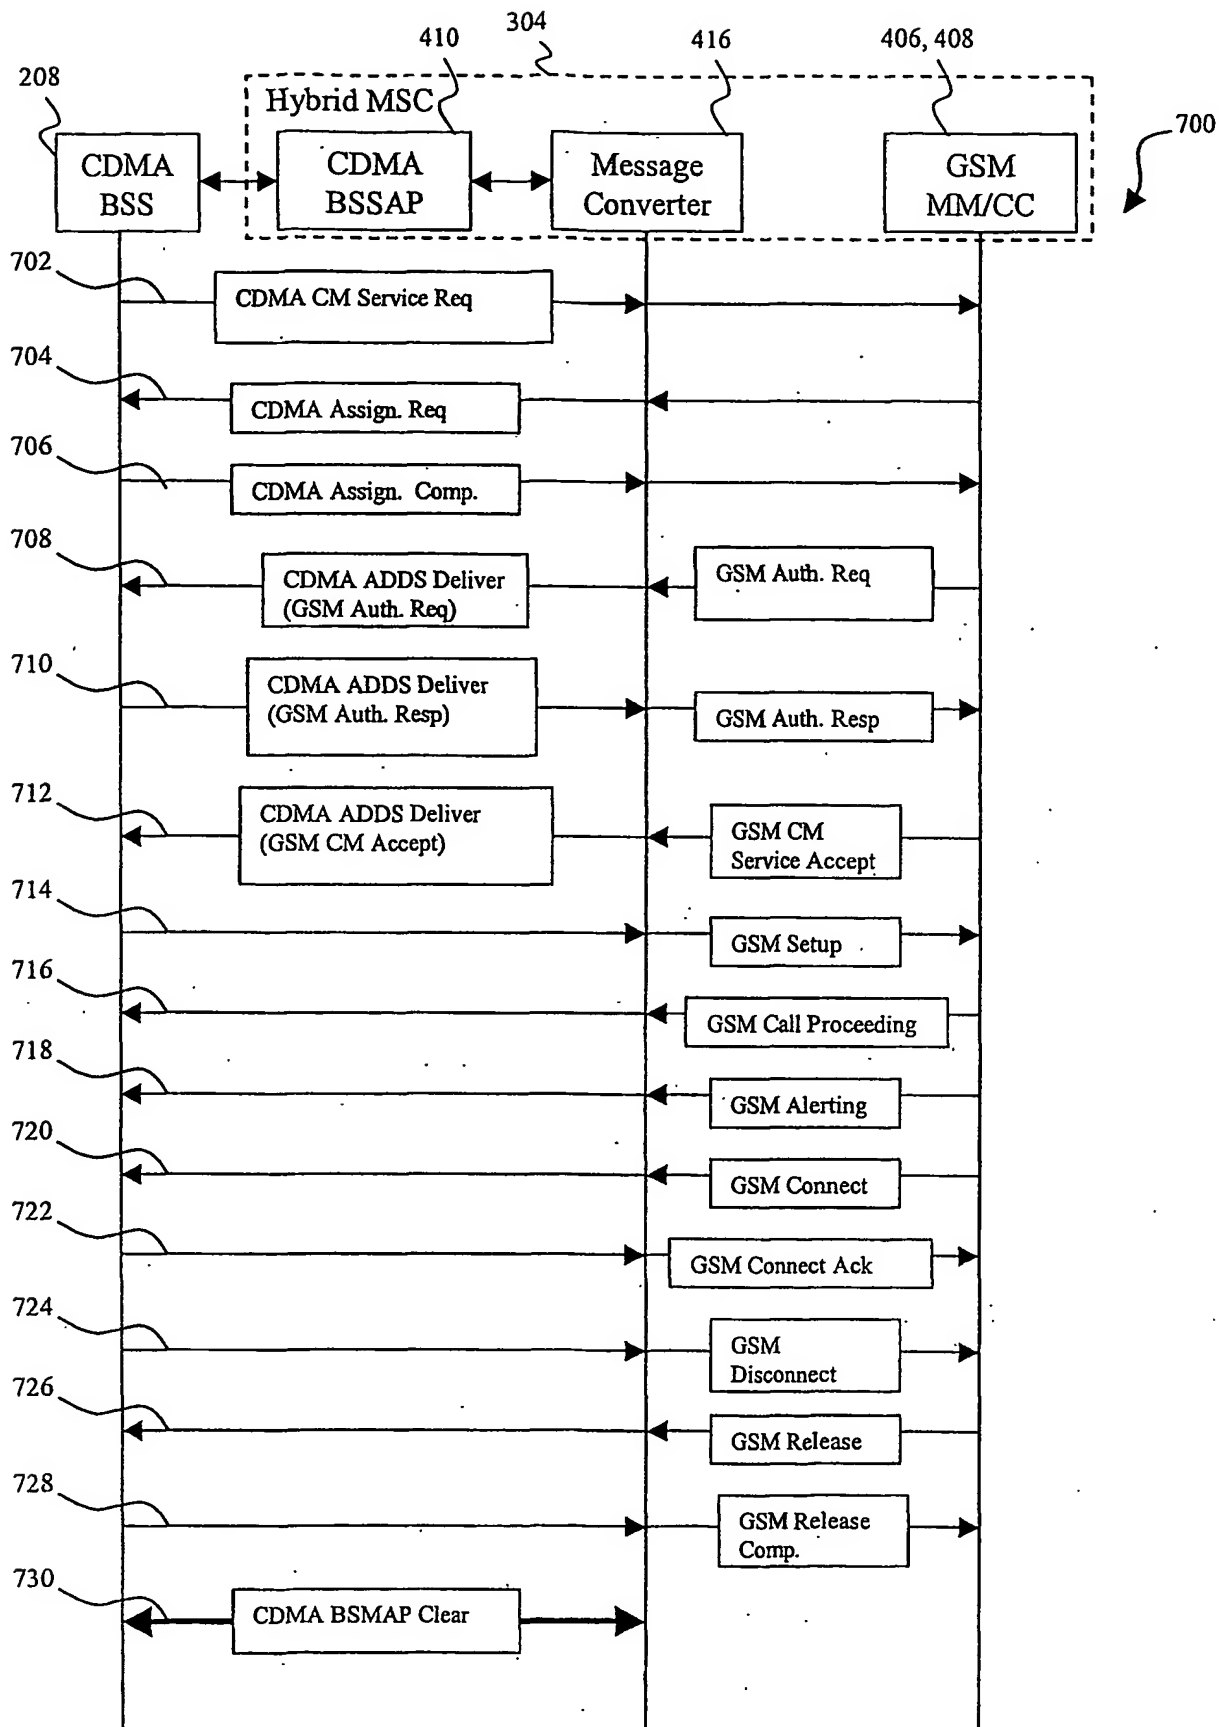 304
410
416
406, 408
208
Hybrid MSC
700
CDMA
BSS
CDMA
BSSAP
Message
Converter
GSM
MM/CC
702
CDMA CM Service Req
704
CDMA Assign. Req
706
CDMA Assign. Comp.
708
CDMA ADDS Deliver
(GSM Auth. Req)
GSM Auth. Req
710
CDMA ADDS Deliver
(GSM Auth. Resp)
GSM Auth. Resp
712
CDMA ADDS Deliver
(GSM CM Accept)
GSM CM
Service Accept
714
GSM Setup
716
GSM Call Proceeding
718
GSM Alerting
720
GSM Connect
722
GSM Connect Ack
724
GSM
Disconnect
726
GSM Release
728
GSM Release
Comp.
730
CDMA BSMAP Clear